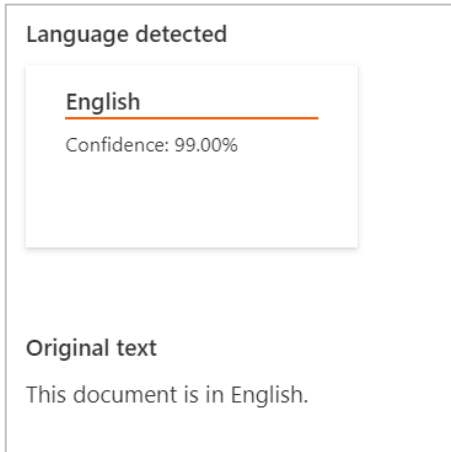 Language detected
English
Confidence: 99.00%
Original text
This document is in English.